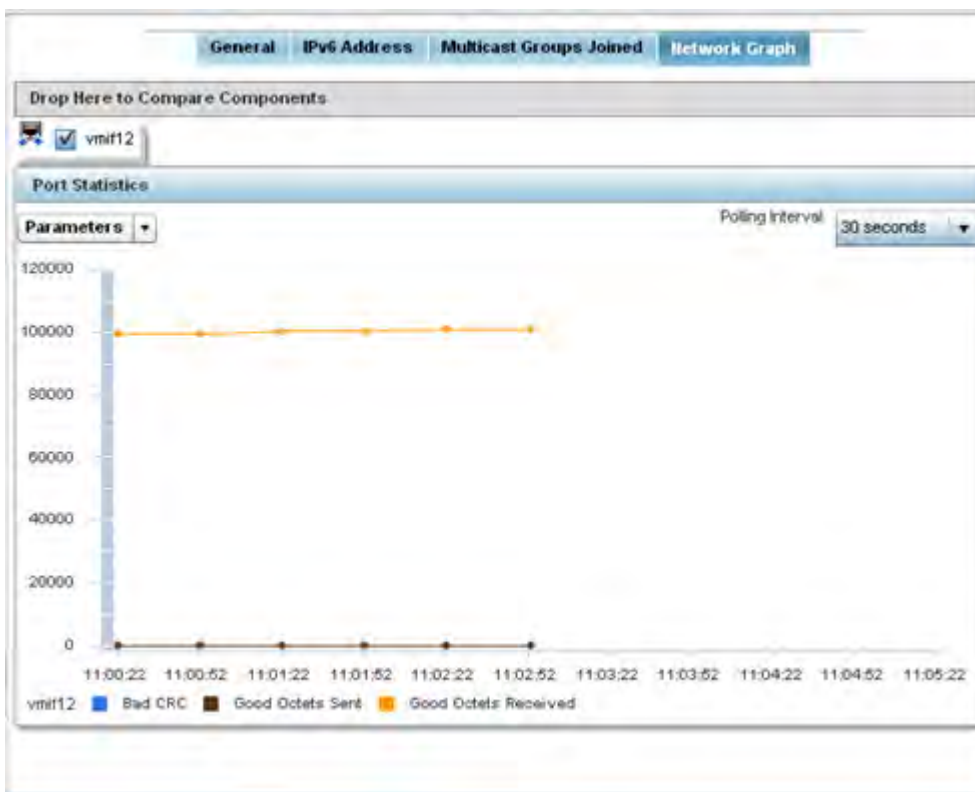 General IPv6 Address Multicast Groups Joined Network Graph
Drop Here to Compare Components
vmif12
Port Statistics
Parameters Polling Interval 30 seconds
120000
100000
80000
60000
40000
20000
0
11:00:22 11:00:52 11:01:22 11:01:52 11:02:22 11:02:52 11:03:22 11:03:52 11:04:22 11:04:52 11:05:22
vmif12 Bad CRC Good Octets Sent Good Octets Received